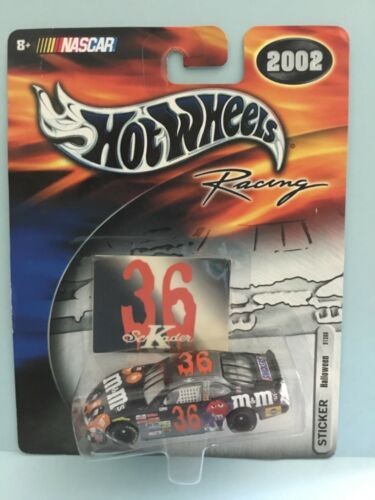 8+ NASCAR
2002
Hot Wheels
Racing
36
Schrader
K
STICKER
Halloween
36
m&m's
36
m&m's